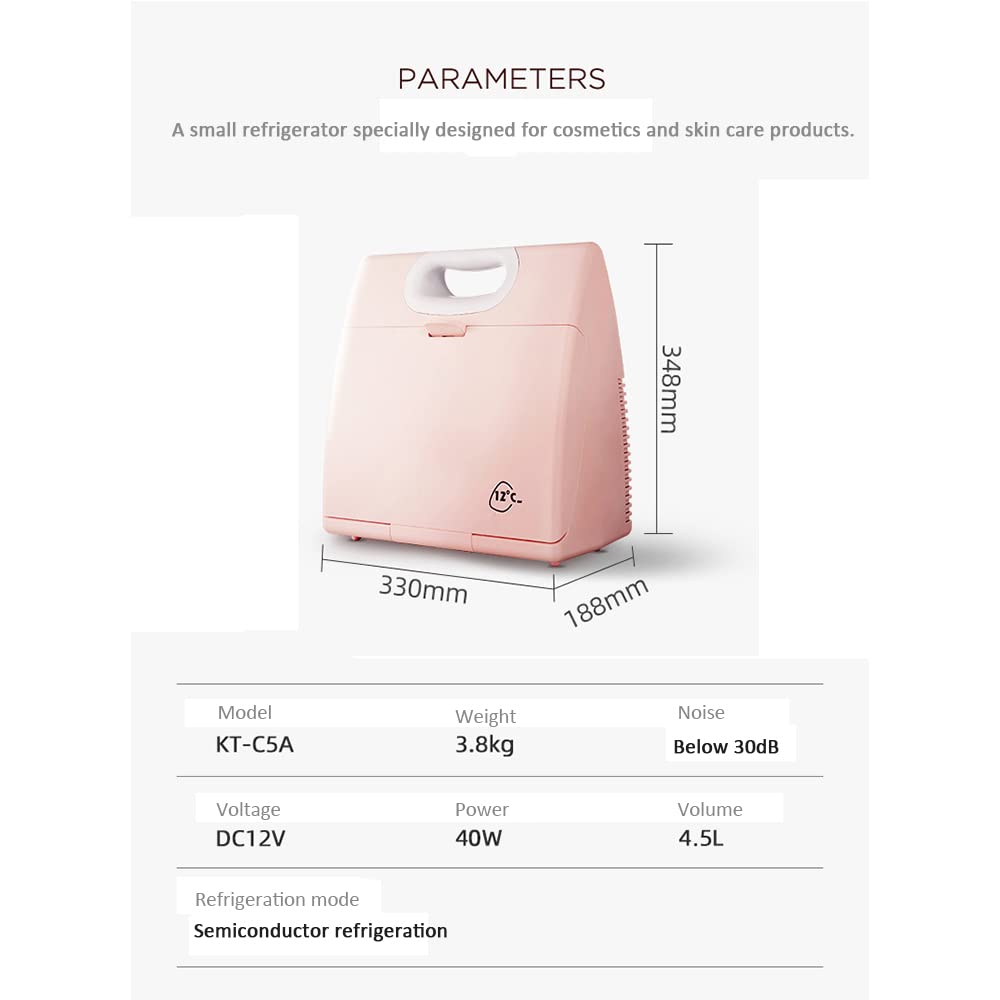 PARAMETERS
A small refrigerator specially designed for cosmetics and skin care products.
348mm
12°C
330mm
188mm
Model Weight Noise
KT-C5A 3.8kg Below 30dB
Voltage Power Volume
DC12V 40W 4.5L
Refrigeration mode
Semiconductor refrigeration